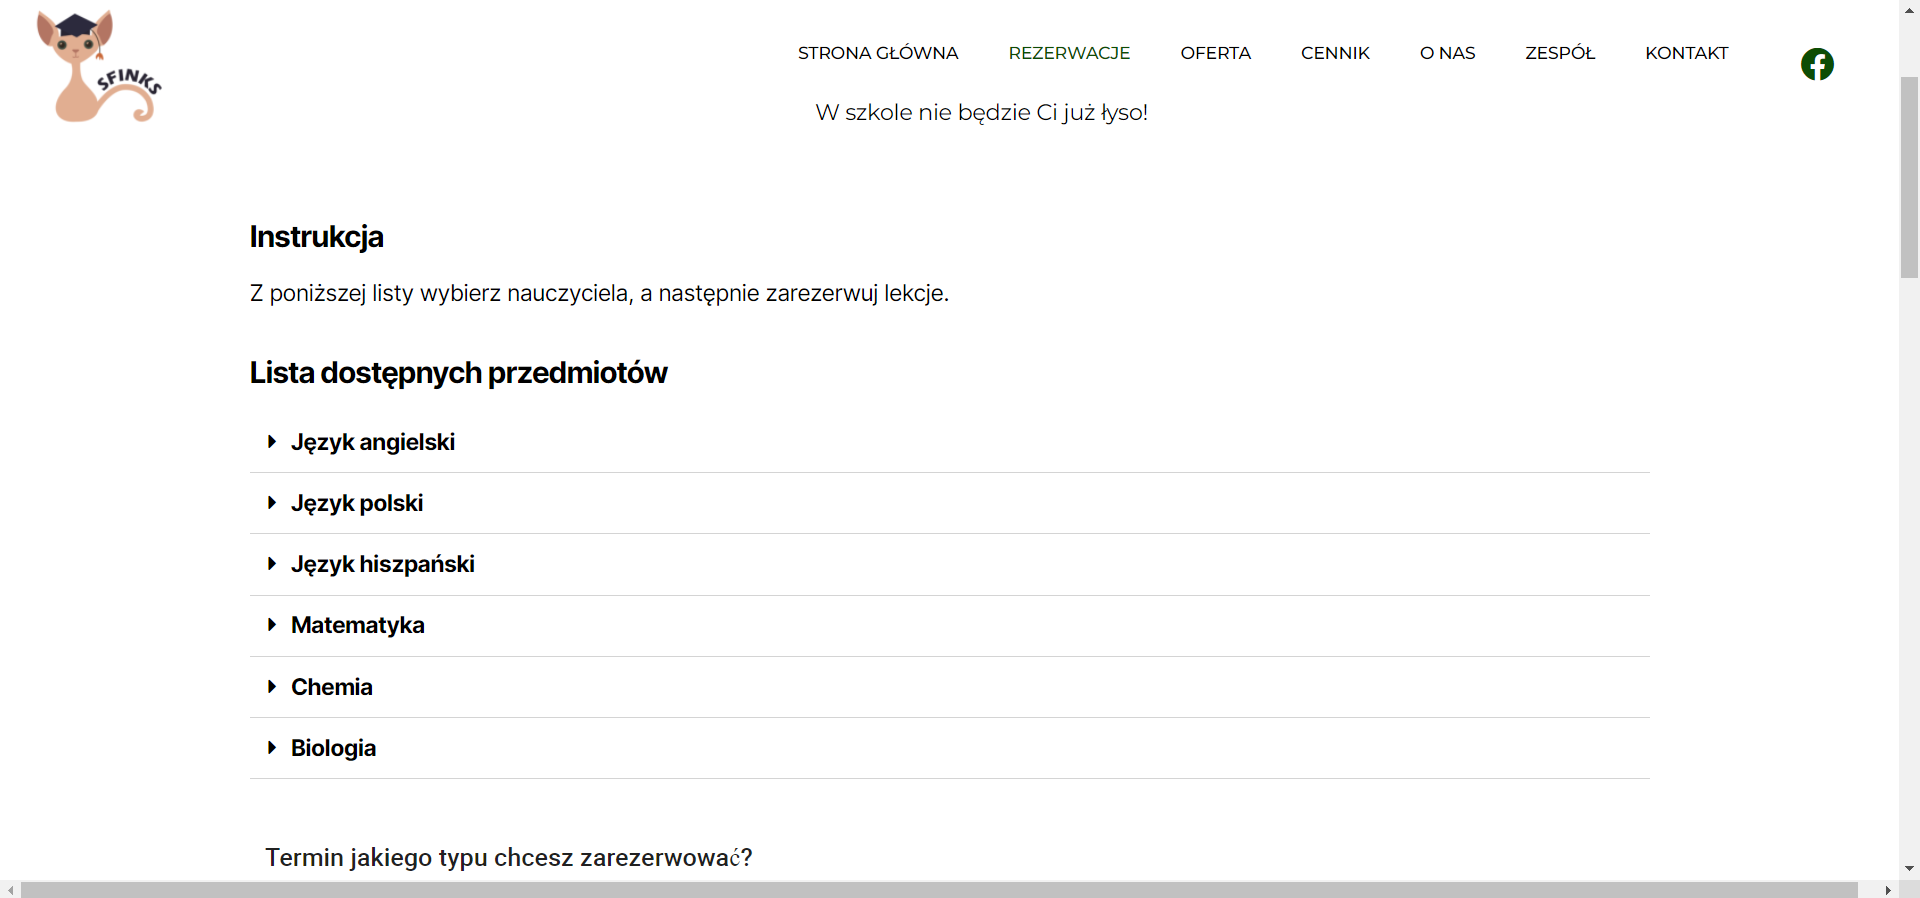 SFINKS
STRONA GŁÓWNA REZERWACJE OFERTA CENNIK O NAS ZESPÓŁ KONTAKT
W szkole nie będzie Ci już łyso!
Instrukcja
Z poniższej listy wybierz nauczyciela, a następnie zarezerwuj lekcje.
Lista dostępnych przedmiotów
Język angielski
Język polski
Język hiszpański
Matematyka
Chemia
Biologia
Termin jakiego typu chcesz zarezerwować?